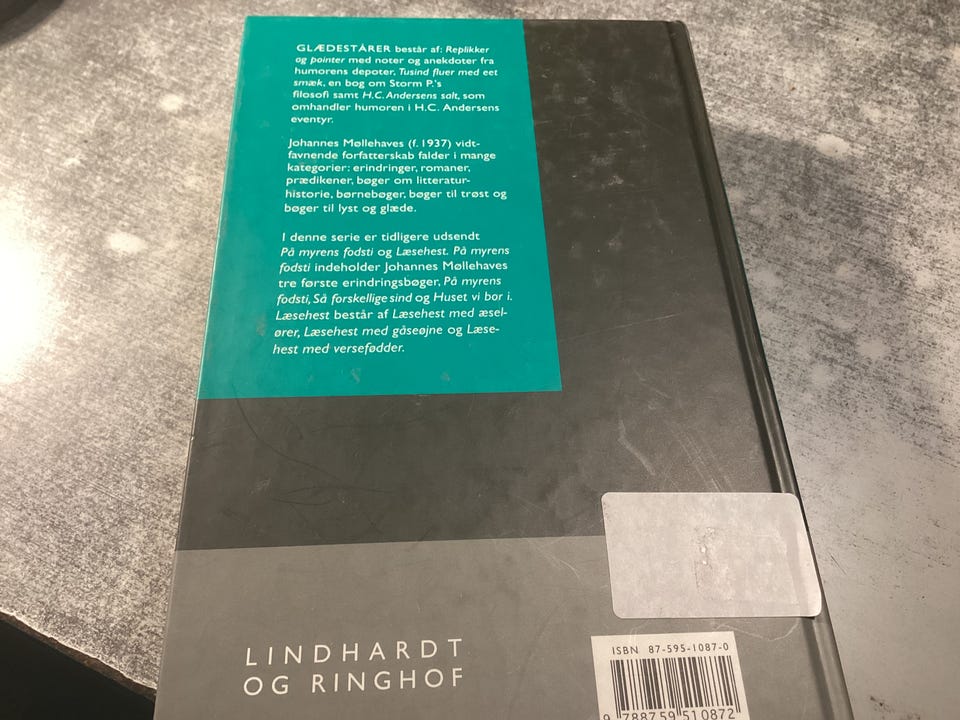 GLÆDESTÅRER består af: Replikker
og pointer med noter og anekdoter fra
humorens depoter, Tusind fluer med eet
smæk, en bog om Storm P.'s
filosofi samt H.C. Andersens salt, som
omhandler humoren i H.C. Andersens
eventyr.
Johannes Møllehaves (f. 1937) vidt-
favnende forfatterskab falder i mange
kategorier: erindringer, romaner,
prædikener, bøger om litteratur-
historie, børnebøger, bøger til trøst og
bøger til lyst og glæde.
I denne serie er tidligere udsendt
På myrens fodsti og Læsehest. På myrens
fodsti indeholder Johannes Møllehaves
tre første erindringsbøger, På myrens
fodsti, Så forskellige sind og Huset vi bor i.
Læsehest består af Læsehest med æsel-
ører, Læsehest med gåseøjne og Læse-
hest med versefødder.
LINDHARDT
OG RINGHOF
ISBN 87-595-1087-0
9 788759 510872